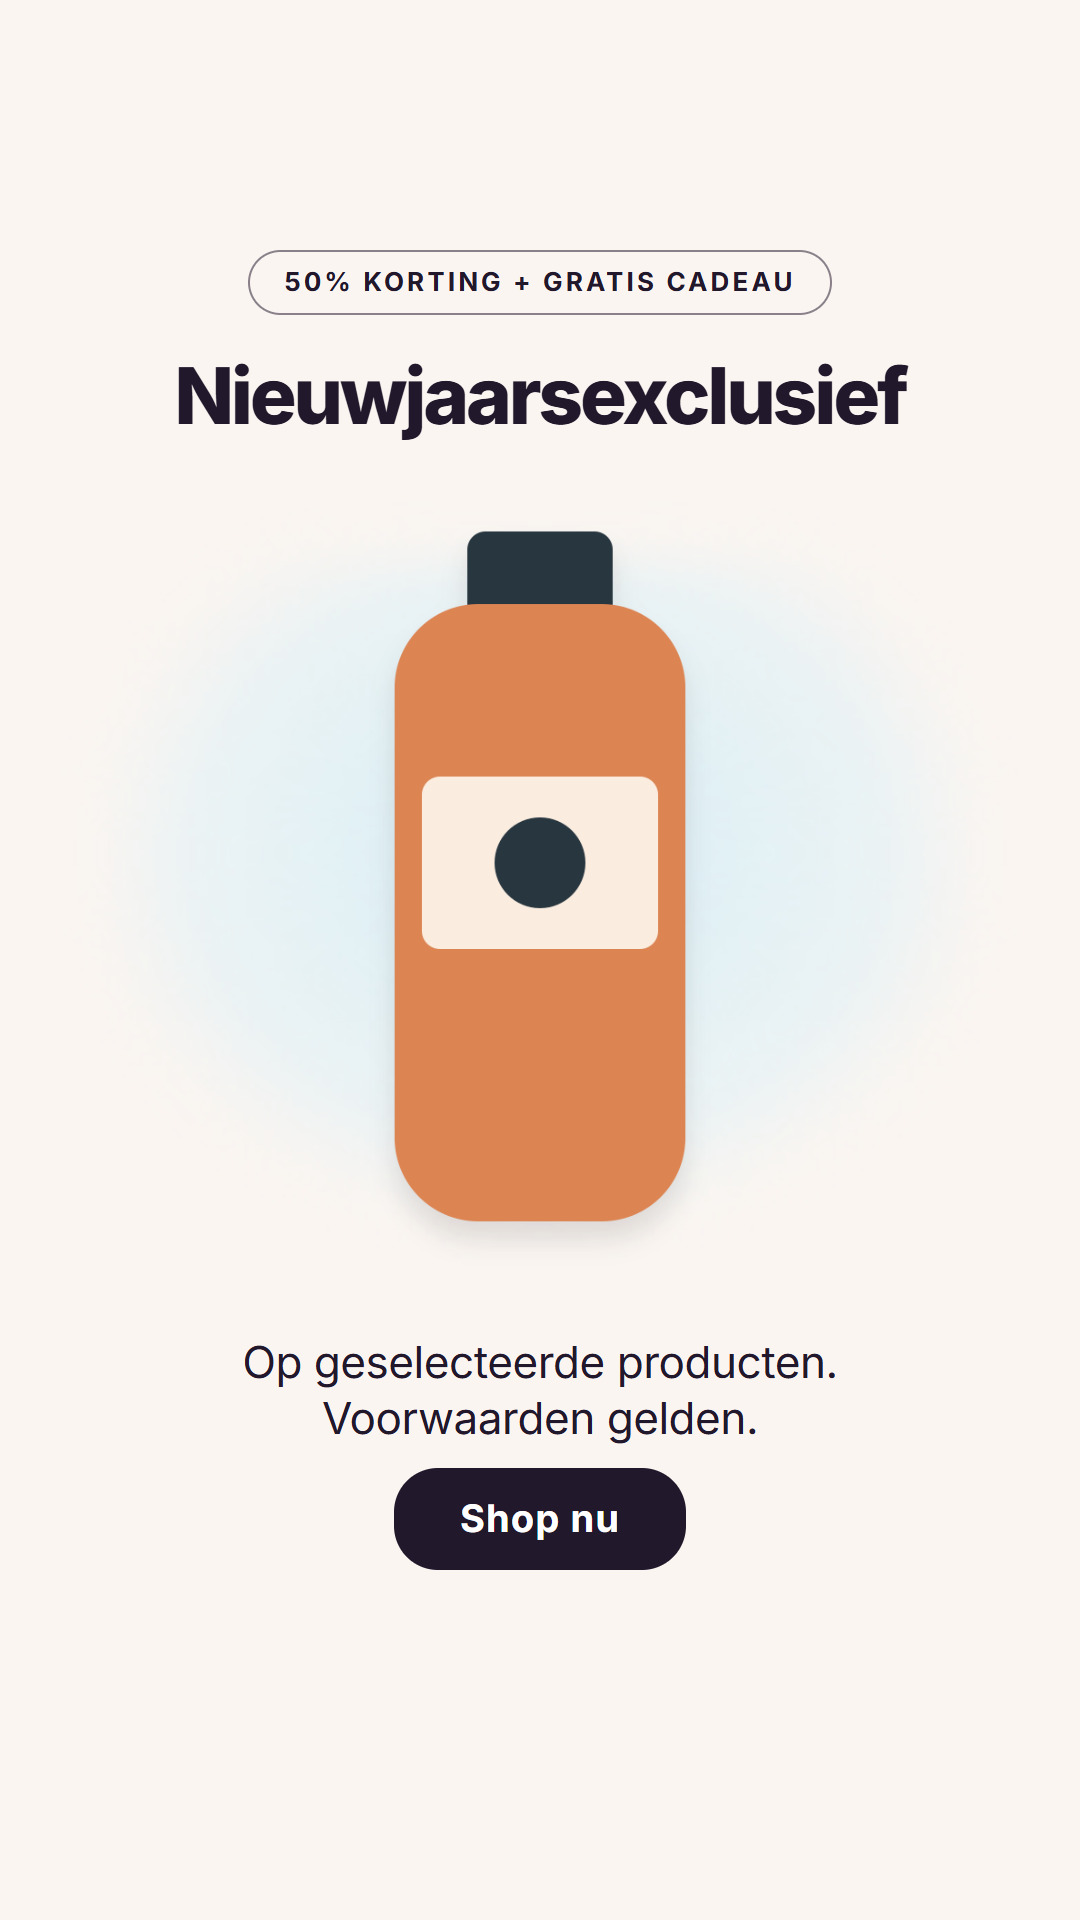 50% KORTING + GRATIS CADEAU
Nieuwjaarsexclusief
Op geselecteerde producten.
Voorwaarden gelden.
Shop nu